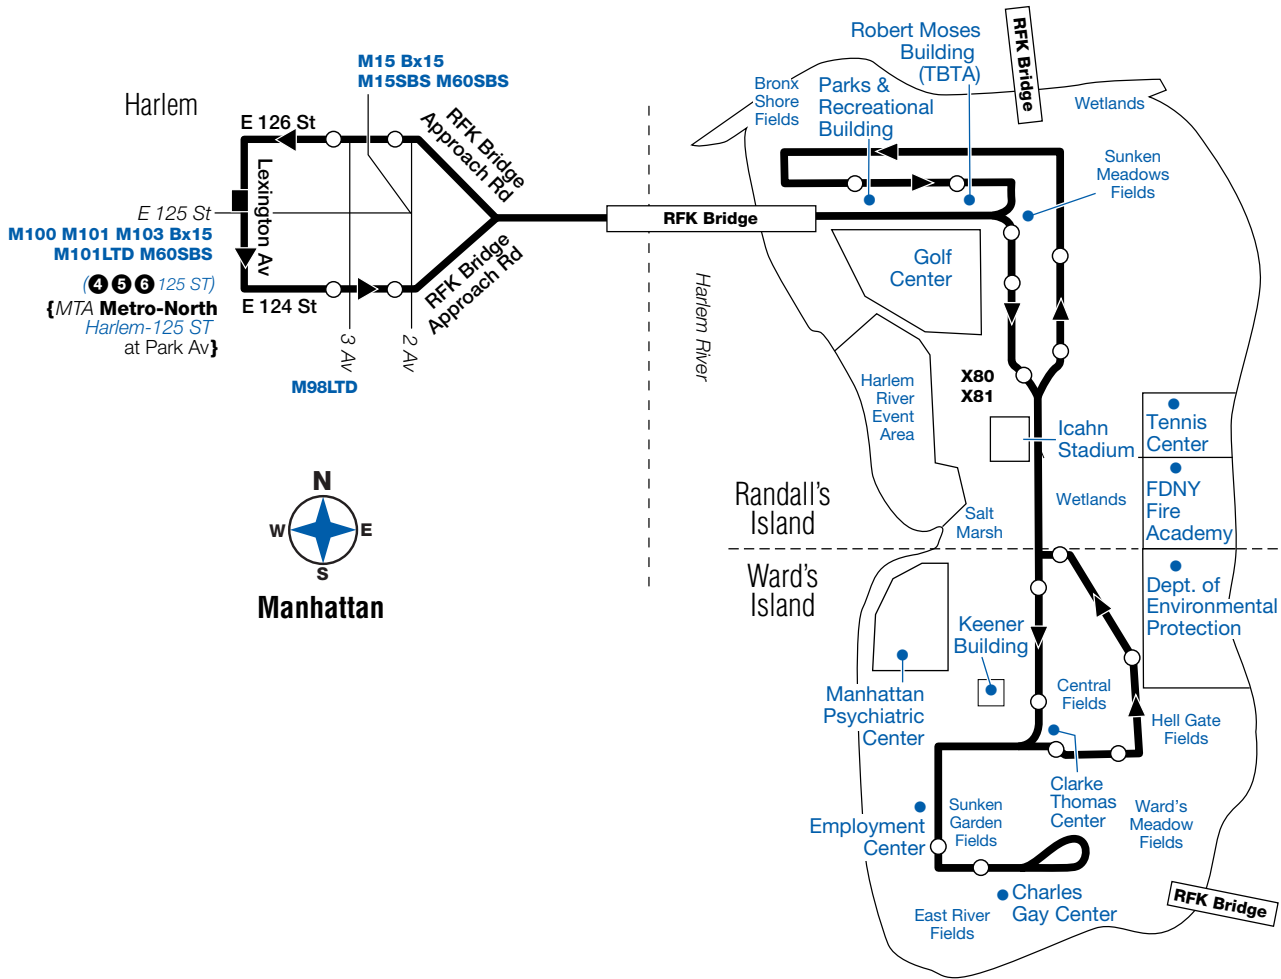 Harlem
M15 Bx15
M15SBS M60SBS
E 126 St
RFK Bridge
Approach Rd
Lexington Av
E 125 St
M100 M101 M103 Bx15
M101LTD M60SBS
(4 5 6 125 ST)
{MTA Metro-North
Harlem-125 ST
at Park Av}
E 124 St
RFK Bridge
Approach Rd
3 Av
2 Av
M98LTD
N
W
E
S
Manhattan
RFK Bridge
Harlem River
Robert Moses
Building
(TBTA)
RFK Bridge
Bronx
Shore
Fields
Parks &
Recreational
Building
Wetlands
Sunken
Meadows
Fields
Golf
Center
Harlem
River
Event
Area
X80
X81
Icahn
Stadium
Tennis
Center
Randall's
Island
Salt
Marsh
Wetlands
FDNY
Fire
Academy
Ward's
Island
Dept. of
Environmental
Protection
Keener
Building
Manhattan
Psychiatric
Center
Central
Fields
Hell Gate
Fields
Clarke
Thomas
Center
Ward's
Meadow
Fields
Employment
Center
Sunken
Garden
Fields
Charles
Gay Center
East River
Fields
RFK Bridge